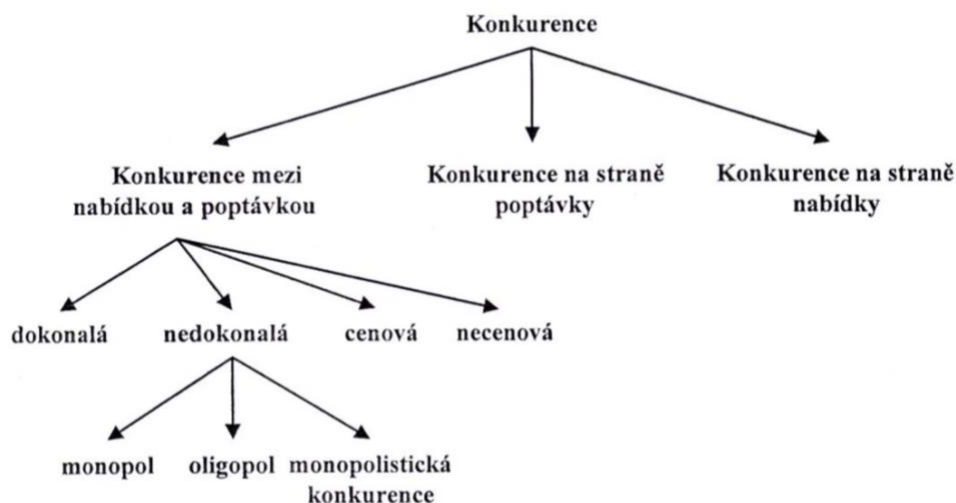 Konkurence
Konkurence mezi
nabídkou a poptávkou
Konkurence na straně
poptávky
Konkurence na straně
nabídky
dokonalá
nedokonalá
cenová
necenová
monopol
oligopol
monopolistická
konkurence